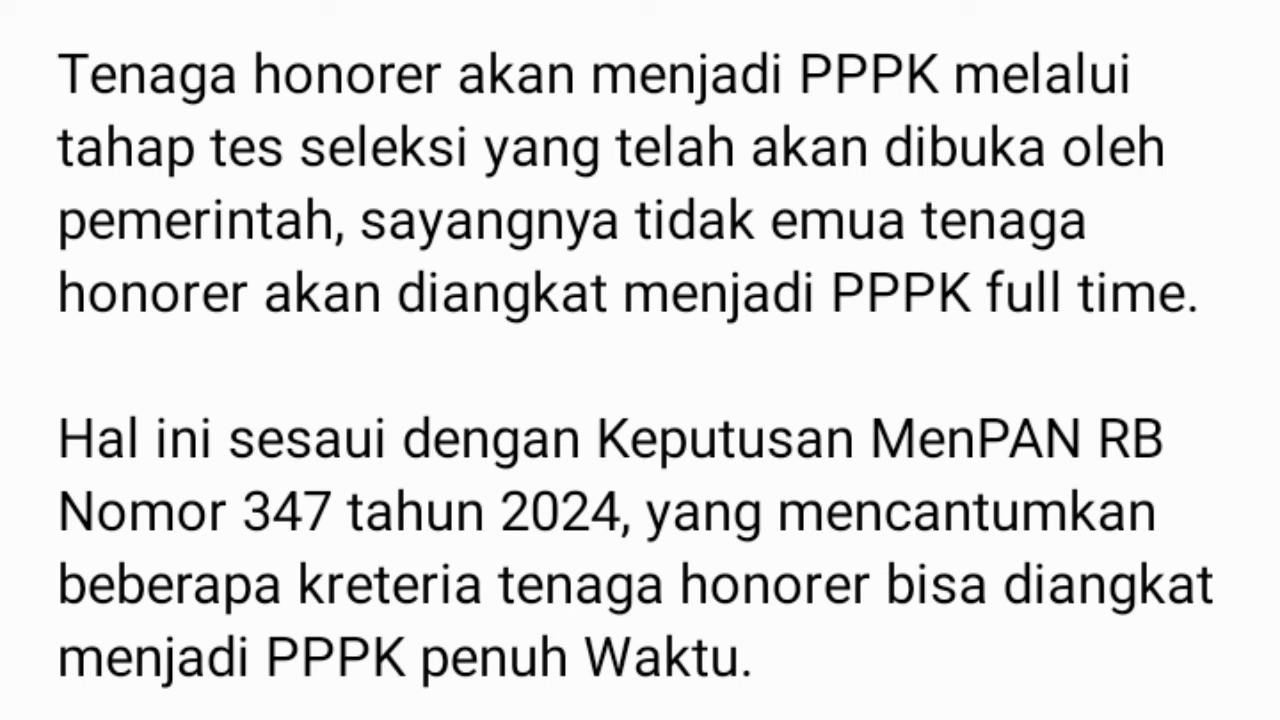 Tenaga honorer akan menjadi PPPK melalui
tahap tes seleksi yang telah akan dibuka oleh
pemerintah, sayangnya tidak emua tenaga
honorer akan diangkat menjadi PPPK full time.
Hal ini sesaui dengan Keputusan MenPAN RB
Nomor 347 tahun 2024, yang mencantumkan
beberapa kreteria tenaga honorer bisa diangkat
menjadi PPPK penuh Waktu.